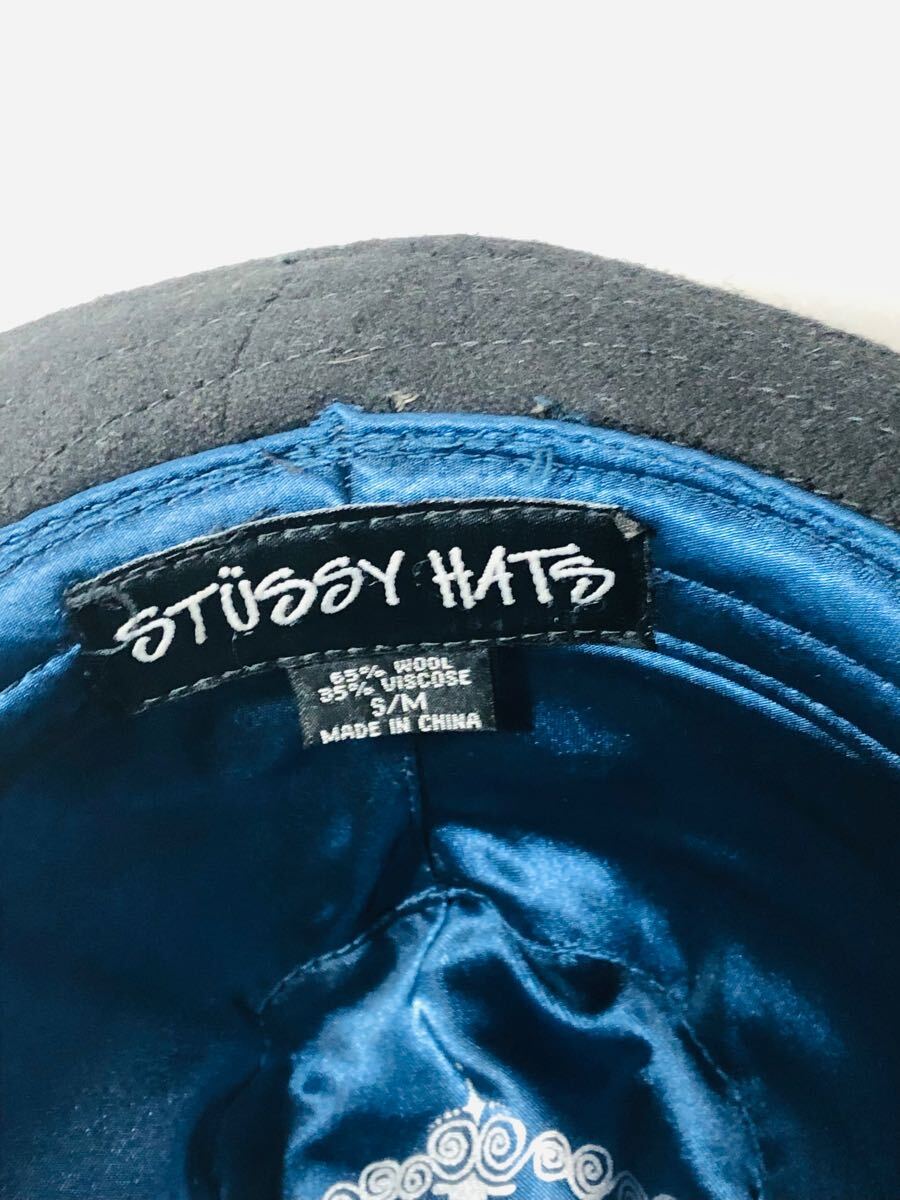 STÜSSY HATS
65% WOOL
35% VISCOSE
S/M
MADE IN CHINA